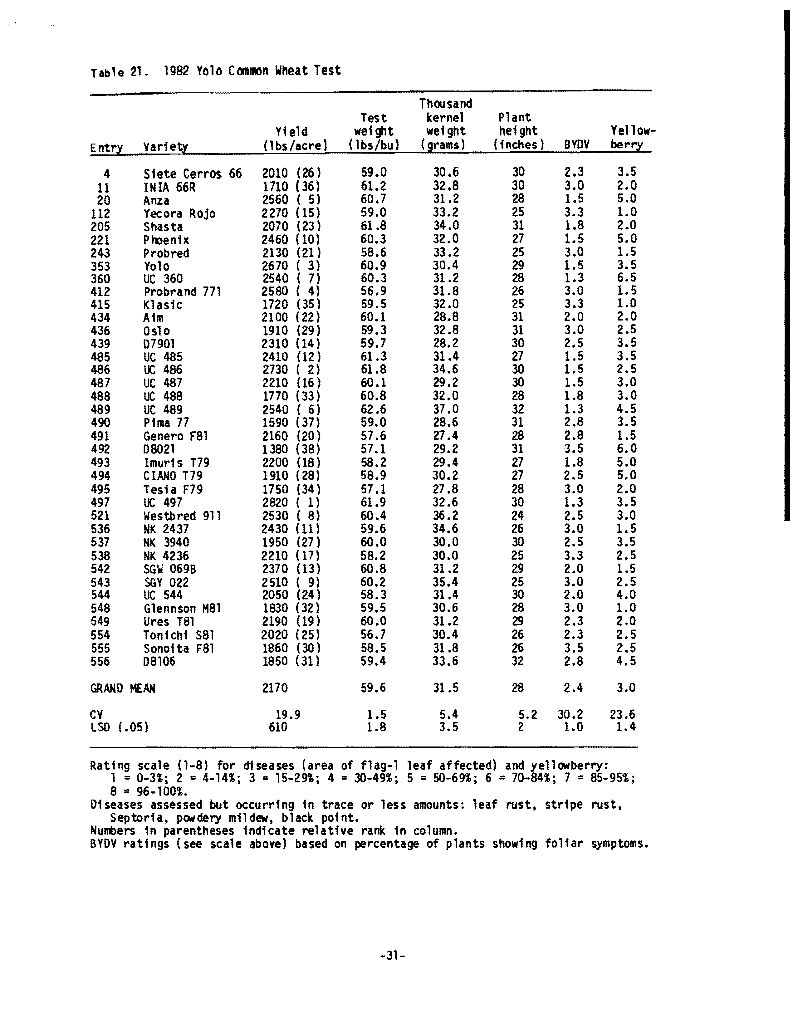 Table 21. 1982 Yolo Common Wheat Test
Thousand
Test kernel Plant
Yield weight weight height Yellow-
Entry Variety (lbs/acre) (lbs/bu) (grams) (inches) BYDV berry
4 Siete Cerros 66 2010 (26) 59.0 30.6 30 2.3 3.5
11 INIA 66R 1710 (36) 61.2 32.8 30 3.0 2.0
20 Anza 2560 ( 5) 60.7 31.2 28 1.5 5.0
112 Yecora Rojo 2270 (15) 59.0 33.2 25 3.3 1.0
205 Shasta 2070 (23) 61.8 34.0 31 1.8 2.0
221 Phoenix 2460 (10) 60.3 32.0 27 1.5 5.0
243 Probred 2130 (21) 58.6 33.2 25 3.0 1.5
353 Yolo 2670 ( 3) 60.9 30.4 29 1.5 3.5
360 UC 360 2540 ( 7) 60.3 31.2 28 1.3 6.5
412 Probrand 771 2580 ( 4) 56.9 31.8 26 3.0 1.5
415 Klasic 1720 (35) 59.5 32.0 25 3.3 1.0
434 Aim 2100 (22) 60.1 28.8 31 2.0 2.0
436 Oslo 1910 (29) 59.3 32.8 31 3.0 2.5
439 D7901 2310 (14) 59.7 28.2 30 2.5 3.5
485 UC 485 2410 (12) 61.3 31.4 27 1.5 3.5
486 UC 486 2730 ( 2) 61.8 34.6 30 1.5 2.5
487 UC 487 2210 (16) 60.1 29.2 30 1.5 3.0
488 UC 488 1770 (33) 60.8 32.0 28 1.8 3.0
489 UC 489 2540 ( 6) 62.6 37.0 32 1.3 4.5
490 Pima 77 1590 (37) 59.0 28.6 31 2.8 3.5
491 Genero F81 2160 (20) 57.6 27.4 28 2.8 1.5
492 D8021 1380 (38) 57.1 29.2 31 3.5 6.0
493 Imuris T79 2200 (18) 58.2 29.4 27 1.8 5.0
494 CIANO T79 1910 (28) 58.9 30.2 27 2.5 5.0
495 Tesia F79 1750 (34) 57.1 27.8 28 3.0 2.0
497 UC 497 2820 ( 1) 61.9 32.6 30 1.3 3.5
521 Westbred 911 2530 ( 8) 60.4 36.2 24 2.5 3.0
536 NK 2437 2430 (11) 59.6 34.6 26 3.0 1.5
537 NK 3940 1950 (27) 60.0 30.0 30 2.5 3.5
538 NK 4236 2210 (17) 58.2 30.0 25 3.3 2.5
542 SGW 069B 2370 (13) 60.8 31.2 29 2.0 1.5
543 SGY 022 2510 ( 9) 60.2 35.4 25 3.0 2.5
544 UC 544 2050 (24) 58.3 31.4 30 2.0 4.0
548 Glennson M81 1830 (32) 59.5 30.6 28 3.0 1.0
549 Ures T81 2190 (19) 60.0 31.2 29 2.3 2.0
554 Tonichi S81 2020 (25) 56.7 30.4 26 2.3 2.5
555 Sonoita F81 1860 (30) 58.5 31.8 26 3.5 2.5
556 D8106 1850 (31) 59.4 33.6 32 2.8 4.5
GRAND MEAN 2170 59.6 31.5 28 2.4 3.0
CV 19.9 1.5 5.4 5.2 30.2 23.6
LSD (.05) 610 1.8 3.5 2 1.0 1.4
Rating scale (1-8) for diseases (area of flag-1 leaf affected) and yellowberry:
1 = 0-3%; 2 = 4-14%; 3 = 15-29%; 4 = 30-49%; 5 = 50-69%; 6 = 70-84%; 7 = 85-95%;
8 = 96-100%.
Diseases assessed but occurring in trace or less amounts: leaf rust, stripe rust,
Septoria, powdery mildew, black point.
Numbers in parentheses indicate relative rank in column.
BYDV ratings (see scale above) based on percentage of plants showing foliar symptoms.
-31-